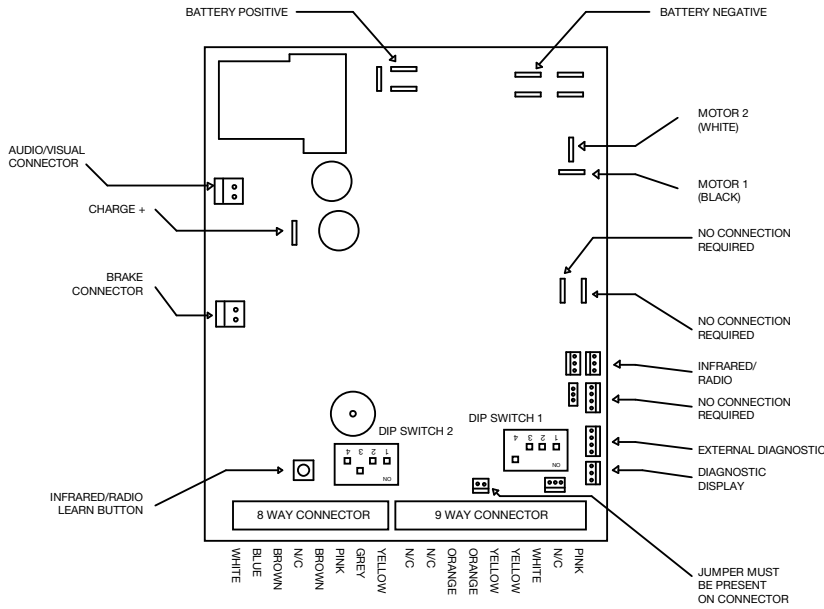 BATTERY POSITIVE
BATTERY NEGATIVE
MOTOR 2
(WHITE)
AUDIO/VISUAL
CONNECTOR
MOTOR 1
(BLACK)
CHARGE +
NO CONNECTION
REQUIRED
BRAKE
CONNECTOR
NO CONNECTION
REQUIRED
INFRARED/
RADIO
NO CONNECTION
REQUIRED
DIP SWITCH 2
DIP SWITCH 1
4 3 2 1
ON
4 3 2 1
ON
EXTERNAL DIAGNOSTIC
DIAGNOSTIC
DISPLAY
INFRARED/RADIO
LEARN BUTTON
8 WAY CONNECTOR
9 WAY CONNECTOR
WHITE
BLUE
BROWN
N/C
BROWN
PINK
GREY
YELLOW
N/C
N/C
ORANGE
ORANGE
YELLOW
YELLOW
WHITE
N/C
PINK
JUMPER MUST
BE PRESENT
ON CONNECTOR